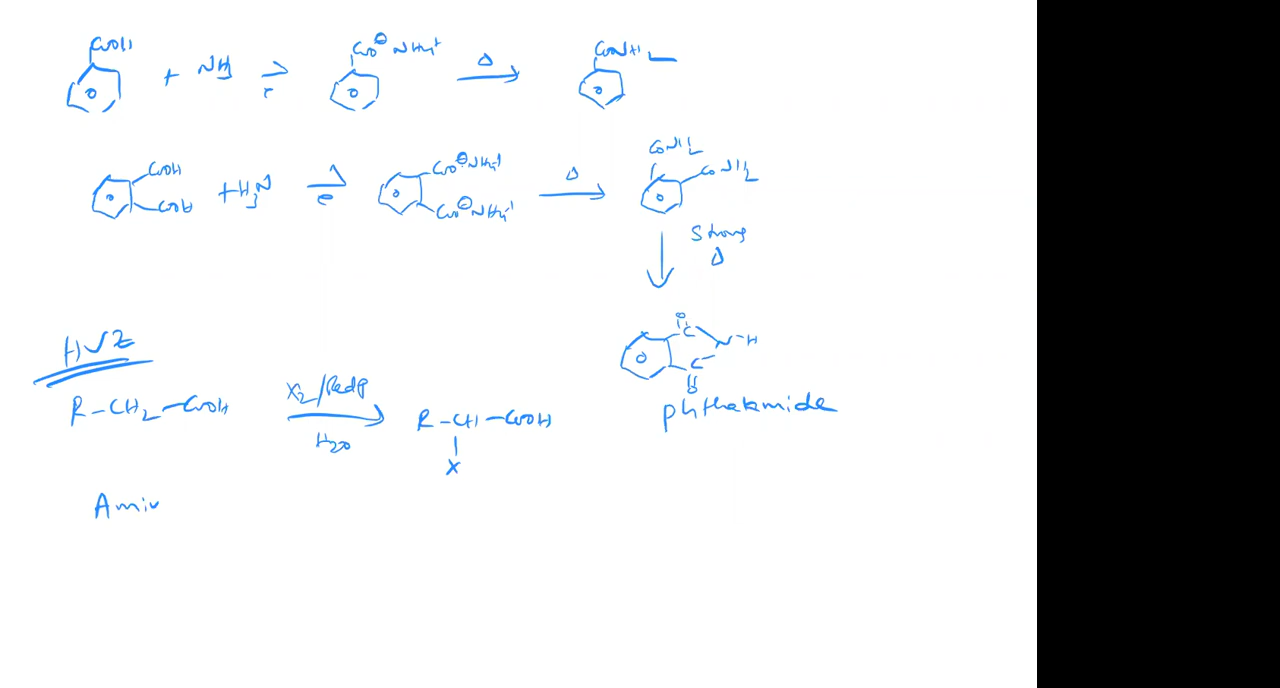 COOH + NH3 ⇌ COO⊖ NH4+ Δ → CONH2
COOH COOH + H3N ⇌ COO⊖NH4+ COO⊖NH4+ Δ → CONH2 CONH2
Strong Δ
O C N-H C O
phthalamide
HVZ
R-CH2-COOH X2/Red P H2O → R-CH-COOH
X
Amin